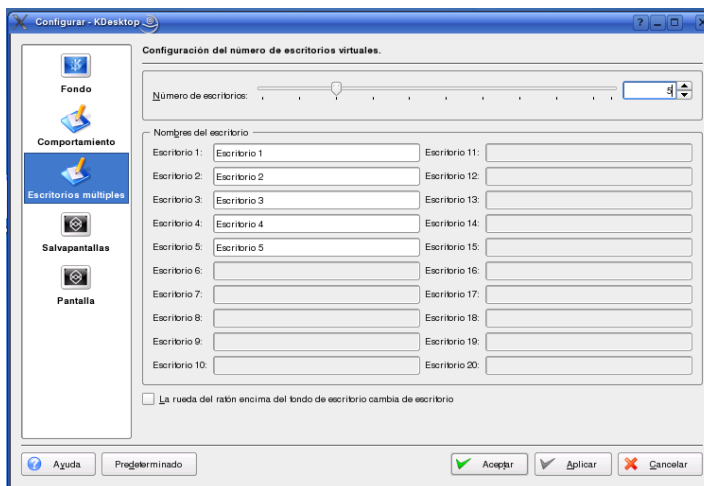 Configurar - KDesktop
Configuración del número de escritorios virtuales.
Fondo
Comportamiento
Escritorios múltiples
Salvapantallas
Pantalla
Número de escritorios: 5
Nombres del escritorio
Escritorio 1: Escritorio 1 Escritorio 11:
Escritorio 2: Escritorio 2 Escritorio 12:
Escritorio 3: Escritorio 3 Escritorio 13:
Escritorio 4: Escritorio 4 Escritorio 14:
Escritorio 5: Escritorio 5 Escritorio 15:
Escritorio 6: Escritorio 16:
Escritorio 7: Escritorio 17:
Escritorio 8: Escritorio 18:
Escritorio 9: Escritorio 19:
Escritorio 10: Escritorio 20:
La rueda del ratón encima del fondo de escritorio cambia de escritorio
Ayuda Predeterminado Aceptar Aplicar Cancelar